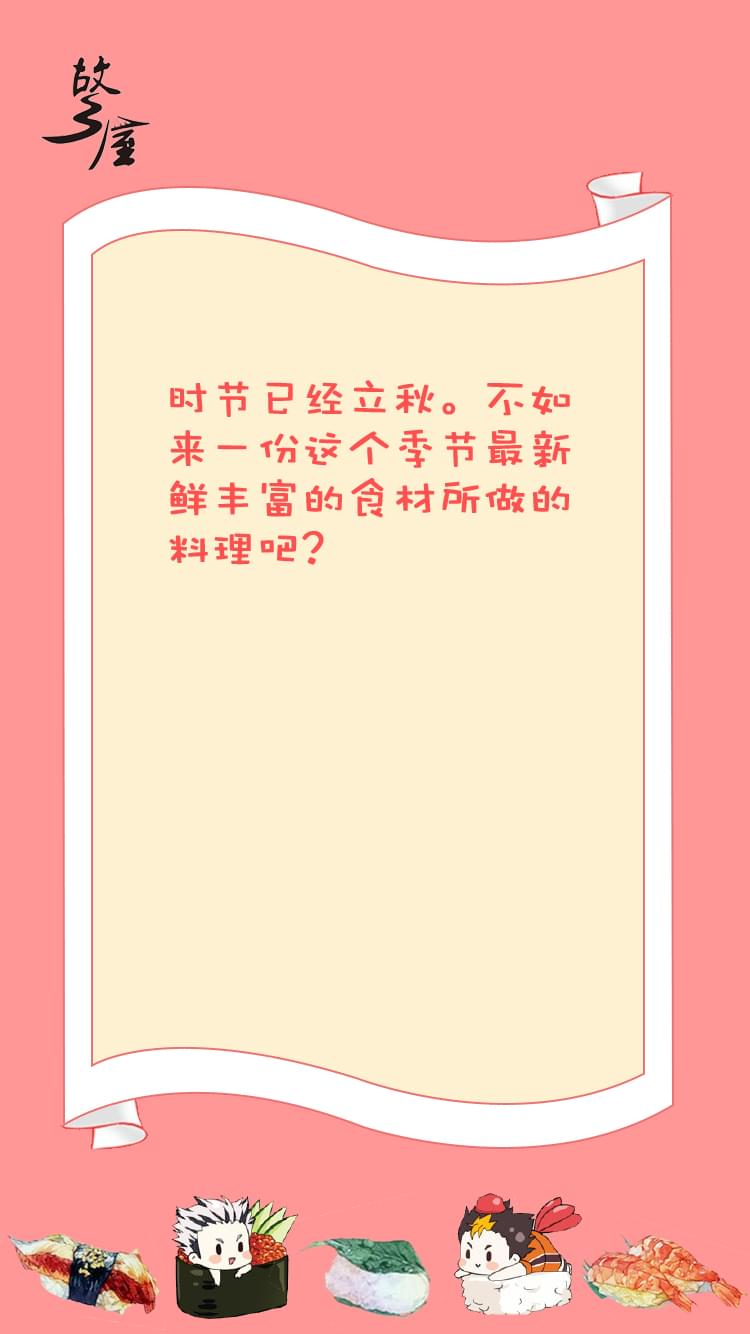 故乡屋
时节已经立秋。不如
来一份这个季节最新
鲜丰富的食材所做的
料理吧？